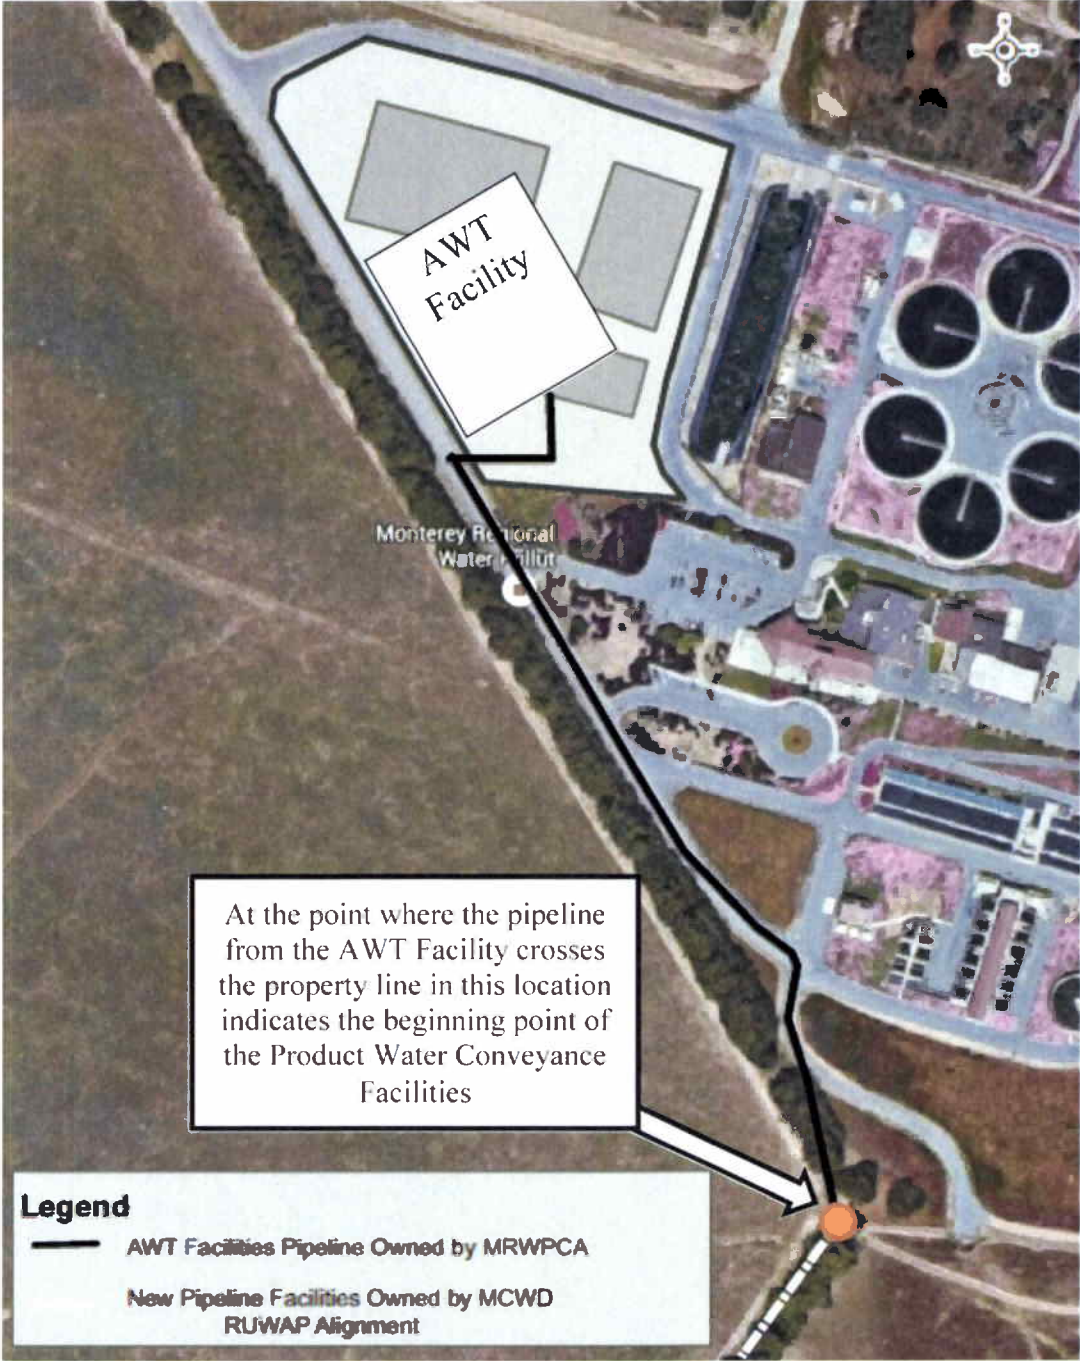 AWT
Facility
Monterey Regional
Water Pollut
At the point where the pipeline
from the AWT Facility crosses
the property line in this location
indicates the beginning point of
the Product Water Conveyance
Facilities
Legend
AWT Facilities Pipeline Owned by MRWPCA
New Pipeline Facilities Owned by MCWD
RUWAP Alignment